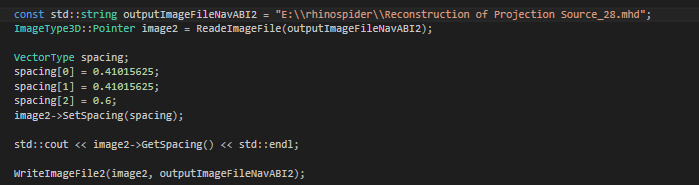 const std::string outputImageFileNavABI2 = "E:\\rhinospider\\Reconstruction of Projection Source_28.mhd";
ImageType3D::Pointer image2 = ReadeImageFile(outputImageFileNavABI2);
VectorType spacing;
spacing[0] = 0.41015625;
spacing[1] = 0.41015625;
spacing[2] = 0.6;
image2->SetSpacing(spacing);
std::cout << image2->GetSpacing() << std::endl;
WriteImageFile2(image2, outputImageFileNavABI2);